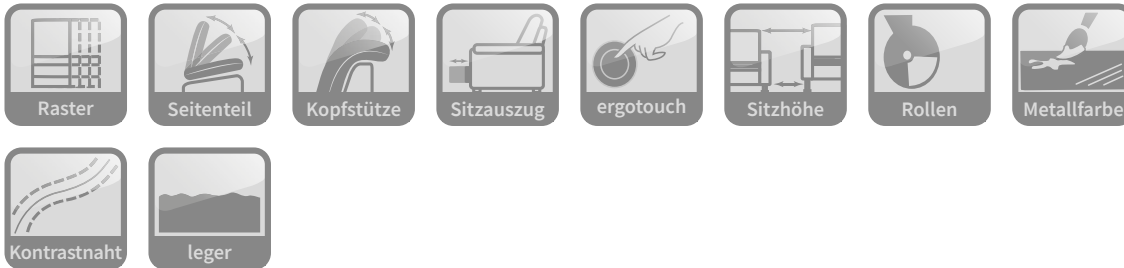 Raster
Seitenteil
Kopfstütze
Sitzauszug
ergotouch
Sitzhöhe
Rollen
Metallfarbe
Kontrastnaht
leger